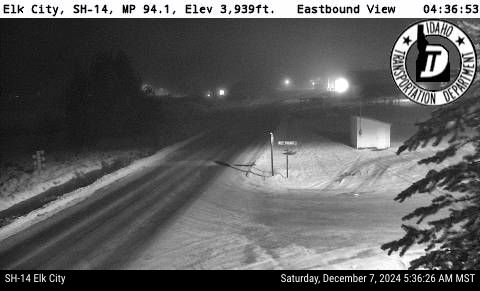 Elk City, SH-14, MP 94.1, Elev 3,939ft. Eastbound View 04:36:53
IDAHO
TRANSPORTATION DEPARTMENT
SH-14 Elk City Saturday, December 7, 2024 5:36:26 AM MST